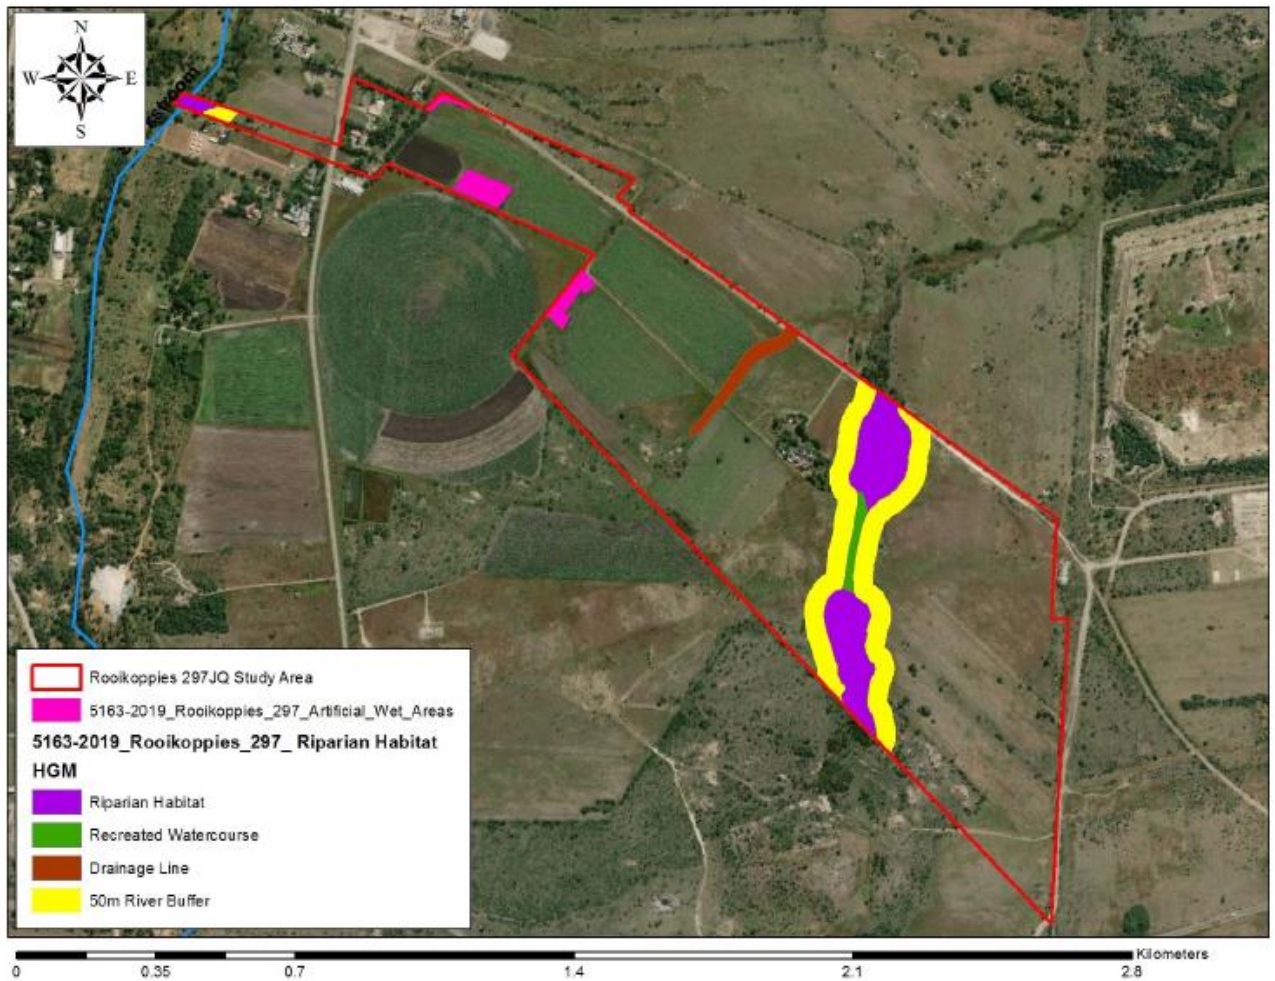 N
W E
S
Rooikoppies 297JQ Study Area
5163-2019_Rooikoppies_297_Artificial_Wet_Areas
5163-2019_Rooikoppies_297_ Riparian Habitat
HGM
Riparian Habitat
Recreated Watercourse
Drainage Line
50m River Buffer
Kilometers
0 0.35 0.7 1.4 2.1 2.8